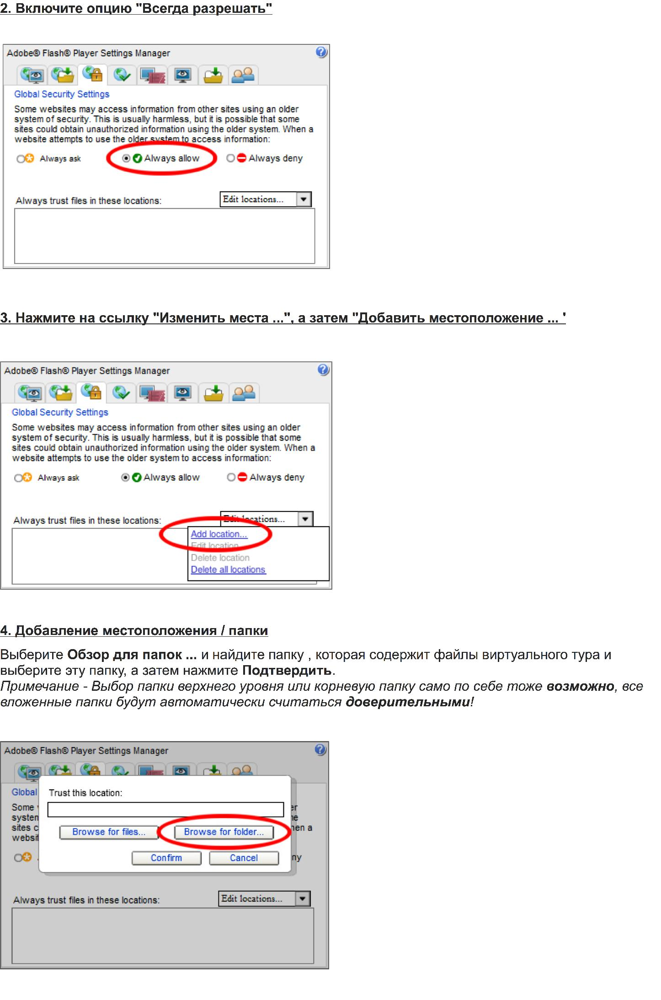 2. Включите опцию "Всегда разрешать"
Adobe® Flash® Player Settings Manager
Global Security Settings
Some websites may access information from other sites using an older
system of security. This is usually harmless, but it is possible that some
sites could obtain unauthorized information using the older system. When a
website attempts to use the older system to access information:
Always ask Always allow Always deny
Always trust files in these locations: Edit locations...
3. Нажмите на ссылку "Изменить места ...", а затем "Добавить местоположение ... '
Adobe® Flash® Player Settings Manager
Global Security Settings
Some websites may access information from other sites using an older
system of security. This is usually harmless, but it is possible that some
sites could obtain unauthorized information using the older system. When a
website attempts to use the older system to access information:
Always ask Always allow Always deny
Always trust files in these locations: Edit locations...
Add location...
Edit location
Delete location
Delete all locations
4. Добавление местоположения / папки
Выберите Обзор для папок ... и найдите папку , которая содержит файлы виртуального тура и
выберите эту папку, а затем нажмите Подтвердить.
Примечание - Выбор папки верхнего уровня или корневую папку само по себе тоже возможно, все
вложенные папки будут автоматически считаться доверительными!
Adobe® Flash® Player Settings Manager
Global
Trust this location:
Some
Browse for files... Browse for folder...
Confirm Cancel
Always trust files in these locations: Edit locations...